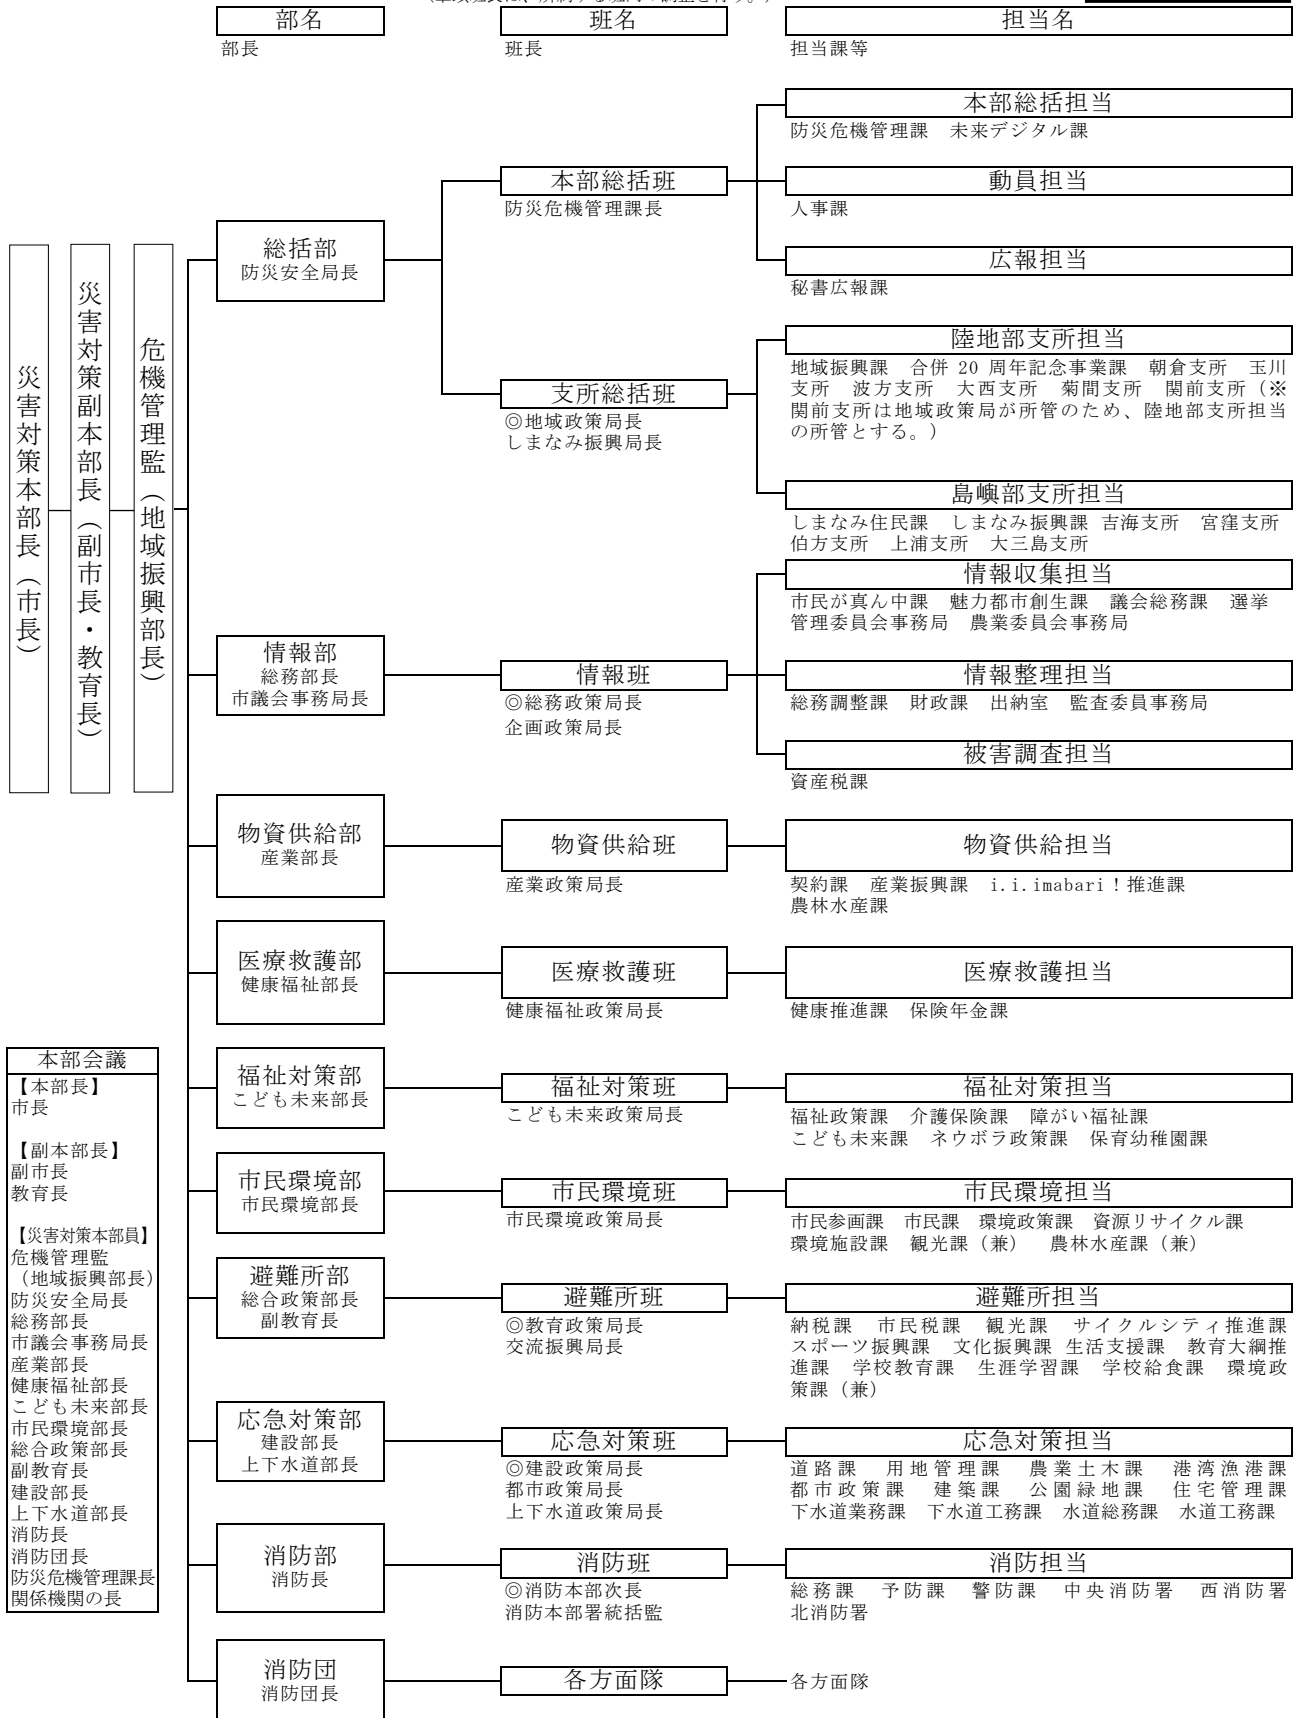 部名
部長
班名
班長
担当名
担当課等
災害対策本部長（市長）
災害対策副本部長（副市長・教育長）
危機管理監（地域振興部長）
総括部
防災安全局長
本部総括班
防災危機管理課長
本部総括担当
防災危機管理課　未来デジタル課
動員担当
人事課
広報担当
秘書広報課
支所総括班
◎地域政策局長
しまなみ振興局長
陸地部支所担当
地域振興課　合併 20 周年記念事業課　朝倉支所　玉川
支所　波方支所　大西支所　菊間支所　関前支所（※
関前支所は地域政策局が所管のため、陸地部支所担当
の所管とする。）
島嶼部支所担当
しまなみ住民課　しまなみ振興課 吉海支所　宮窪支所
伯方支所　上浦支所　大三島支所
情報部
総務部長
市議会事務局長
情報班
◎総務政策局長
企画政策局長
情報収集担当
市民が真ん中課　魅力都市創生課　議会総務課　選挙
管理委員会事務局　農業委員会事務局
情報整理担当
総務調整課　財政課　出納室　監査委員事務局
被害調査担当
資産税課
物資供給部
産業部長
物資供給班
産業政策局長
物資供給担当
契約課　産業振興課　i.i.imabari！推進課
農林水産課
医療救護部
健康福祉部長
医療救護班
健康福祉政策局長
医療救護担当
健康推進課　保険年金課
福祉対策部
こども未来部長
福祉対策班
こども未来政策局長
福祉対策担当
福祉政策課　介護保険課　障がい福祉課
こども未来課　ネウボラ政策課　保育幼稚園課
市民環境部
市民環境部長
市民環境班
市民環境政策局長
市民環境担当
市民参画課　市民課　環境政策課　資源リサイクル課
環境施設課　観光課（兼）　農林水産課（兼）
避難所部
総合政策部長
副教育長
避難所班
◎教育政策局長
交流振興局長
避難所担当
納税課　市民税課　観光課　サイクルシティ推進課
スポーツ振興課　文化振興課 生活支援課　教育大綱推
進課　学校教育課　生涯学習課　学校給食課　環境政
策課（兼）
応急対策部
建設部長
上下水道部長
応急対策班
◎建設政策局長
都市政策局長
上下水道政策局長
応急対策担当
道路課　用地管理課　農業土木課　港湾漁港課
都市政策課　建築課　公園緑地課　住宅管理課
下水道業務課　下水道工務課　水道総務課　水道工務課
消防部
消防長
消防班
◎消防本部次長
消防本部署統括監
消防担当
総務課　予防課　警防課　中央消防署　西消防署
北消防署
消防団
消防団長
各方面隊
各方面隊
本部会議
【本部長】
市長
【副本部長】
副市長
教育長
【災害対策本部員】
危機管理監
（地域振興部長）
防災安全局長
総務部長
市議会事務局長
産業部長
健康福祉部長
こども未来部長
市民環境部長
総合政策部長
副教育長
建設部長
上下水道部長
消防長
消防団長
防災危機管理課長
関係機関の長